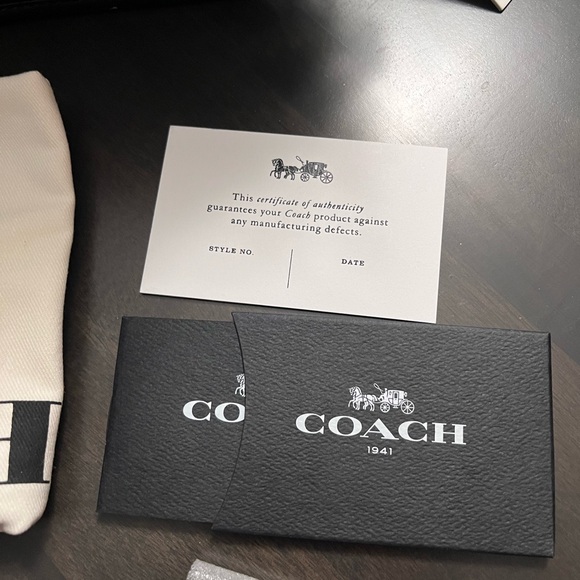 This certificate of authenticity
guarantees your Coach product against
any manufacturing defects.
STYLE NO.
DATE
CO
COACH
1941
H